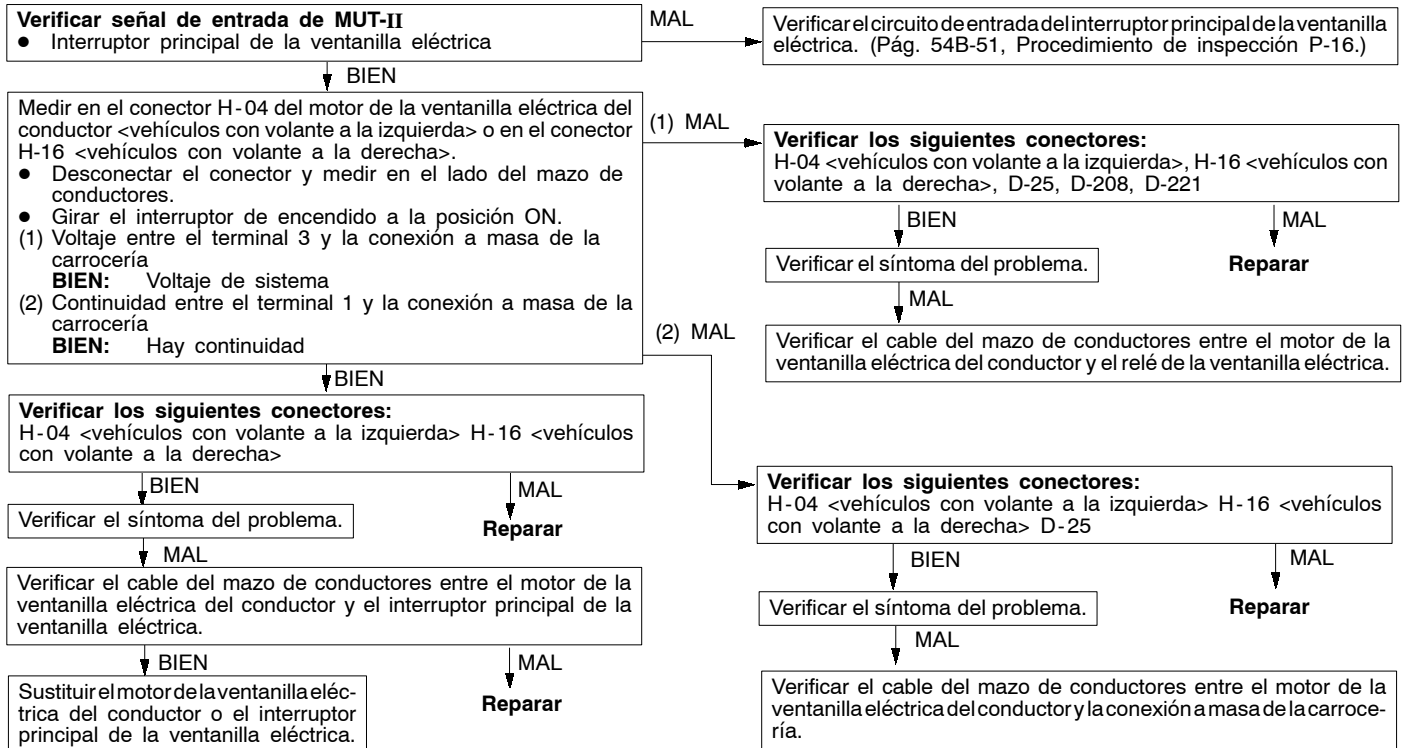 Verificar señal de entrada de MUT-II
● Interruptor principal de la ventanilla eléctrica
MAL
Verificar el circuito de entrada del interruptor principal de la ventanilla
eléctrica. (Pág. 54B-51, Procedimiento de inspección P-16.)
BIEN
Medir en el conector H-04 del motor de la ventanilla eléctrica del
conductor <vehículos con volante a la izquierda> o en el conector
H-16 <vehículos con volante a la derecha>.
● Desconectar el conector y medir en el lado del mazo de
conductores.
● Girar el interruptor de encendido a la posición ON.
(1) Voltaje entre el terminal 3 y la conexión a masa de la
carrocería
BIEN: Voltaje de sistema
(2) Continuidad entre el terminal 1 y la conexión a masa de la
carrocería
BIEN: Hay continuidad
(1) MAL
Verificar los siguientes conectores:
H-04 <vehículos con volante a la izquierda>, H-16 <vehículos con
volante a la derecha>, D-25, D-208, D-221
BIEN
MAL
Verificar el síntoma del problema.
Reparar
MAL
Verificar el cable del mazo de conductores entre el motor de la
ventanilla eléctrica del conductor y el relé de la ventanilla eléctrica.
(2) MAL
BIEN
Verificar los siguientes conectores:
H-04 <vehículos con volante a la izquierda> H-16 <vehículos
con volante a la derecha>
BIEN
MAL
Verificar el síntoma del problema.
Reparar
MAL
Verificar el cable del mazo de conductores entre el motor de la
ventanilla eléctrica del conductor y el interruptor principal de la
ventanilla eléctrica.
BIEN
MAL
Sustituir el motor de la ventanilla eléc-
trica del conductor o el interruptor
principal de la ventanilla eléctrica.
Reparar
Verificar los siguientes conectores:
H-04 <vehículos con volante a la izquierda> H-16 <vehículos
con volante a la derecha> D-25
BIEN
MAL
Verificar el síntoma del problema.
Reparar
MAL
Verificar el cable del mazo de conductores entre el motor de la
ventanilla eléctrica del conductor y la conexión a masa de la carroce-
ría.